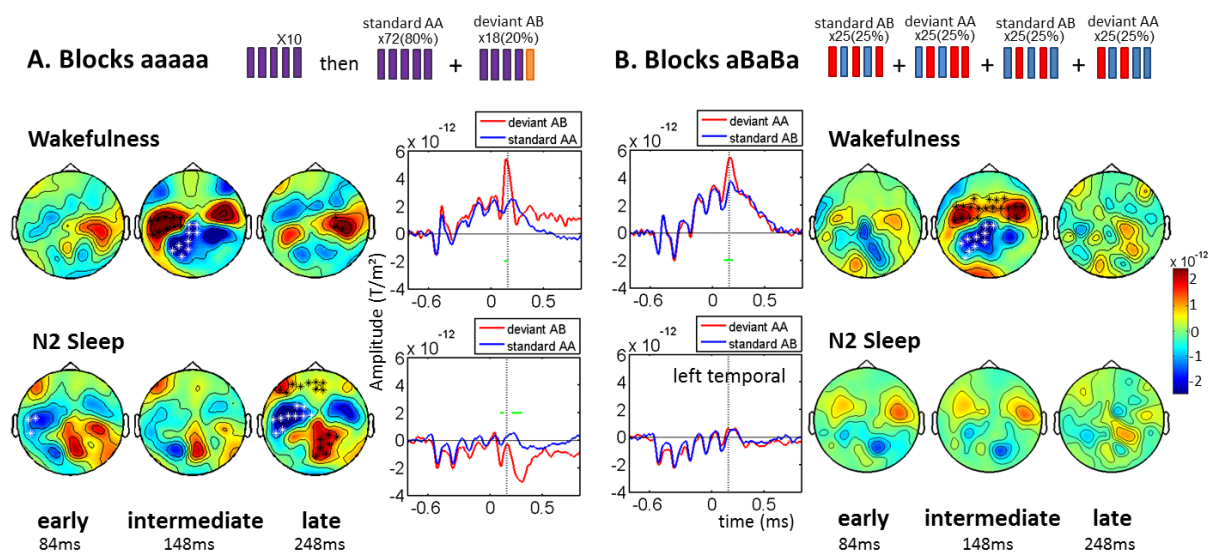 A. Blocks aaaaa
X10
then
standard AA
x72(80%)
+
deviant AB
x18(20%)
B. Blocks aBaBa
standard AB
x25(25%)
+
deviant AA
x25(25%)
+
standard AB
x25(25%)
+
deviant AA
x25(25%)
Wakefulness
x 10 -12
deviant AB
standard AA
6
4
2
0
-2
-4
-0.6 0 0.5
x 10 -12
deviant AA
standard AB
6
4
2
0
-2
-4
-0.6 0 0.5
Wakefulness
x 10 -12
2
1
0
-1
-2
Amplitude (T/m²)
N2 Sleep
x 10 -12
deviant AB
standard AA
6
4
2
0
-2
-4
-0.6 0 0.5
x 10 -12
deviant AA
standard AB
left temporal
6
4
2
0
-2
-4
-0.6 0 0.5
time (ms)
N2 Sleep
early intermediate late
84ms 148ms 248ms
early intermediate late
84ms 148ms 248ms